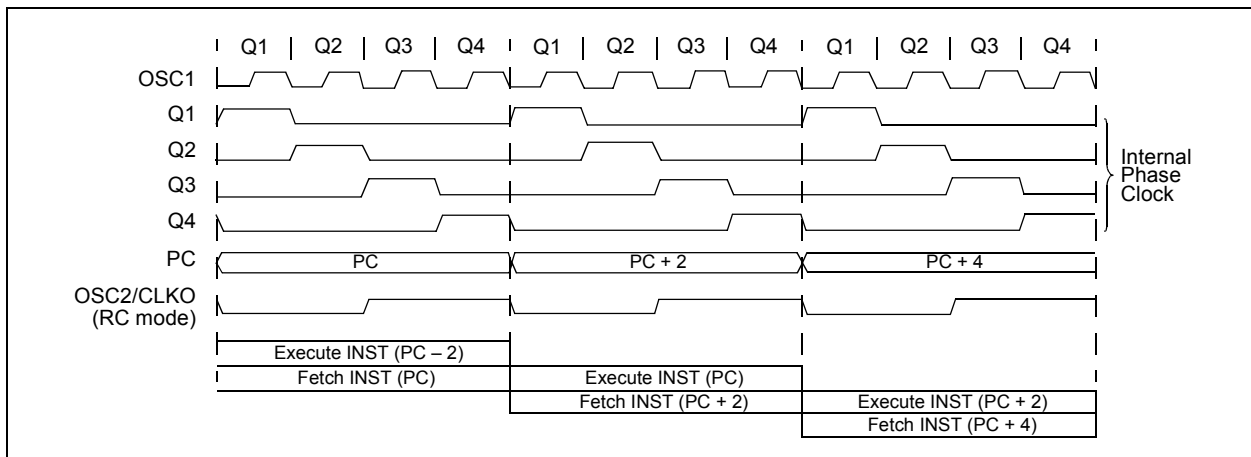 Q1 Q2 Q3 Q4 Q1 Q2 Q3 Q4 Q1 Q2 Q3 Q4
OSC1
Q1
Q2
Q3
Q4
Internal
Phase
Clock
PC PC PC + 2 PC + 4
OSC2/CLKO
(RC mode)
Execute INST (PC – 2)
Fetch INST (PC) Execute INST (PC)
Fetch INST (PC + 2) Execute INST (PC + 2)
Fetch INST (PC + 4)